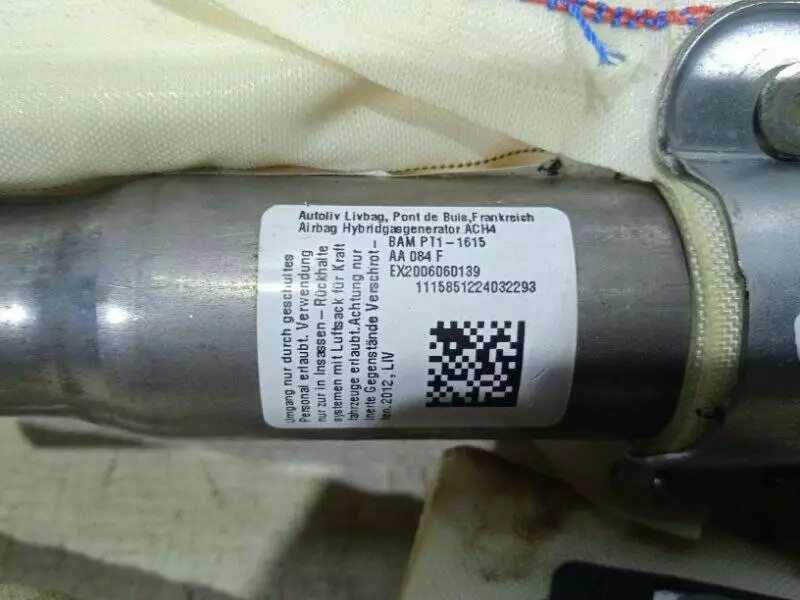 Autoliv Livbag, Pont de Buis,Frankreich
Airbag Hybridgasgenerator ACH4
BAM PT1-1615
AA 084 F
EX2006060139
1115851224032293
Umgang nur durch geschultes
Personal erlaubt. Verwendung
nur zur in Insassen-Rückhalte
systemen mit Luftsack für Kraft
fahrzeuge erlaubt.Achtung nur
inerte Gegenstände Verschrot-
ten.2012, LIV